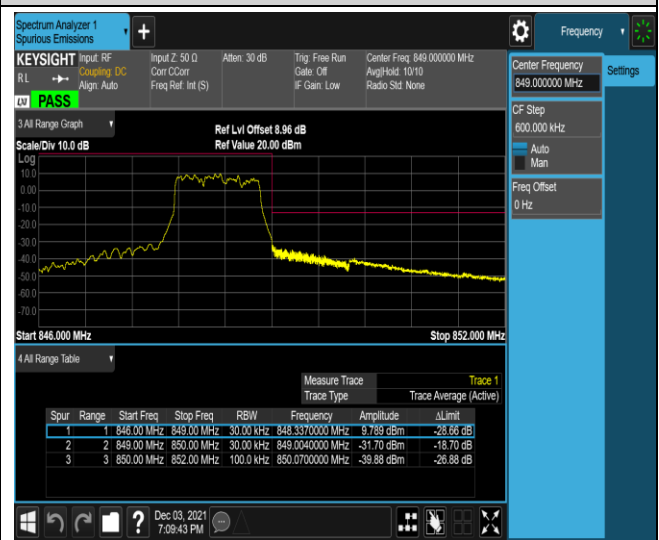 Spectrum Analyzer 1
Spurious Emissions
+
Frequency
KEYSIGHT
Input: RF
Coupling: DC
Align: Auto
Input Z: 50 Ω
Corr CCorr
Freq Ref: Int (S)
Atten: 30 dB
Trig: Free Run
Gate: Off
IF Gain: Low
Center Freq: 849.000000 MHz
Avg|Hold: 10/10
Radio Std: None
R L
LXI PASS
Center Frequency
849.000000 MHz
Settings
CF Step
600.000 kHz
Auto
Man
Freq Offset
0 Hz
3 All Range Graph
Scale/Div 10.0 dB
Ref Lvl Offset 8.96 dB
Ref Value 20.00 dBm
Log
10.0
0.00
-10.0
-20.0
-30.0
-40.0
-50.0
-60.0
-70.0
Start 846.000 MHz
Stop 852.000 MHz
4 All Range Table
Measure Trace Trace 1
Trace Type Trace Average (Active)
Spur Range Start Freq Stop Freq RBW Frequency Amplitude ΔLimit
1 1 846.00 MHz 849.00 MHz 30.00 kHz 848.3370000 MHz 9.789 dBm -28.66 dB
2 2 849.00 MHz 850.00 MHz 30.00 kHz 849.0040000 MHz -31.70 dBm -18.70 dB
3 3 850.00 MHz 852.00 MHz 100.0 kHz 850.0700000 MHz -39.88 dBm -26.88 dB
?
Dec 03, 2021
7:09:43 PM